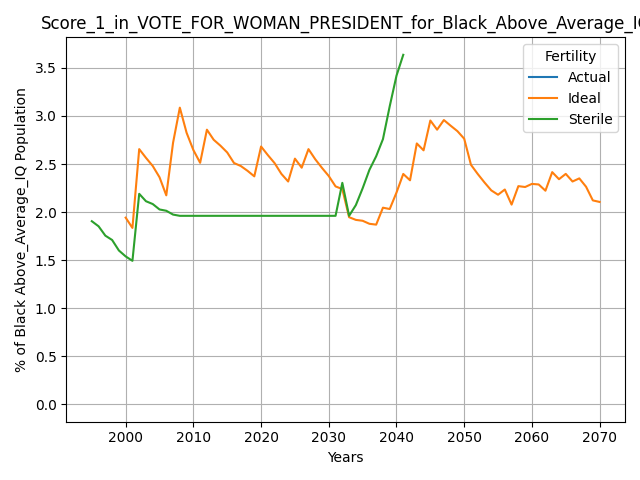 Score_1_in_VOTE_FOR_WOMAN_PRESIDENT_for_Black_Above_Average_IQ
Fertility
Actual
Ideal
Sterile
% of Black Above_Average_IQ Population
3.5
3.0
2.5
2.0
1.5
1.0
0.5
0.0
2000 2010 2020 2030 2040 2050 2060 2070
Years